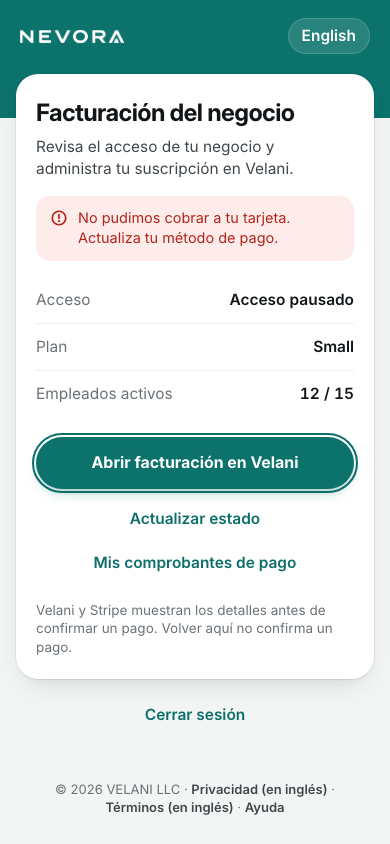 NEVORA
English
Facturación del negocio
Revisa el acceso de tu negocio y
administra tu suscripción en Velani.
No pudimos cobrar a tu tarjeta.
Actualiza tu método de pago.
Acceso
Acceso pausado
Plan
Small
Empleados activos
12 / 15
Abrir facturación en Velani
Actualizar estado
Mis comprobantes de pago
Velani y Stripe muestran los detalles antes de
confirmar un pago. Volver aquí no confirma un
pago.
Cerrar sesión
© 2026 VELANI LLC · Privacidad (en inglés) ·
Términos (en inglés) · Ayuda